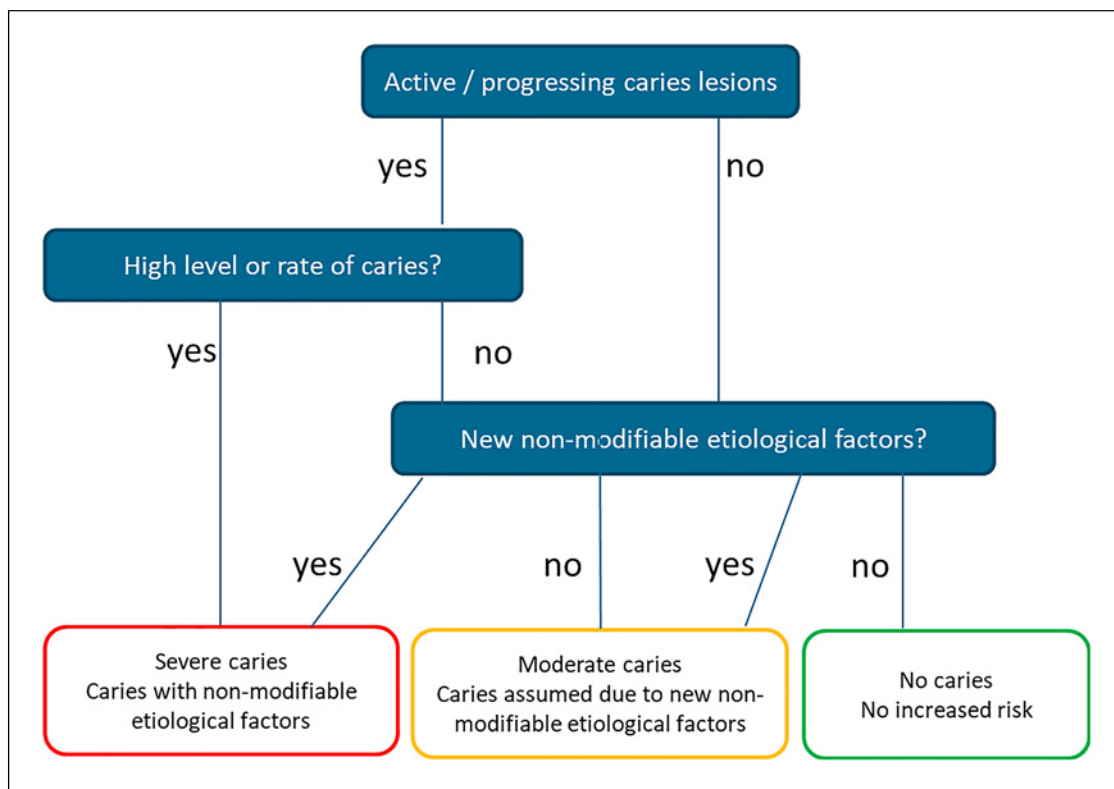 Active / progressing caries lesions
yes
no
High level or rate of caries?
yes
no
New non-modifiable etiological factors?
yes
no
yes
no
Severe caries
Caries with non-modifiable
etiological factors
Moderate caries
Caries assumed due to new non-
modifiable etiological factors
No caries
No increased risk